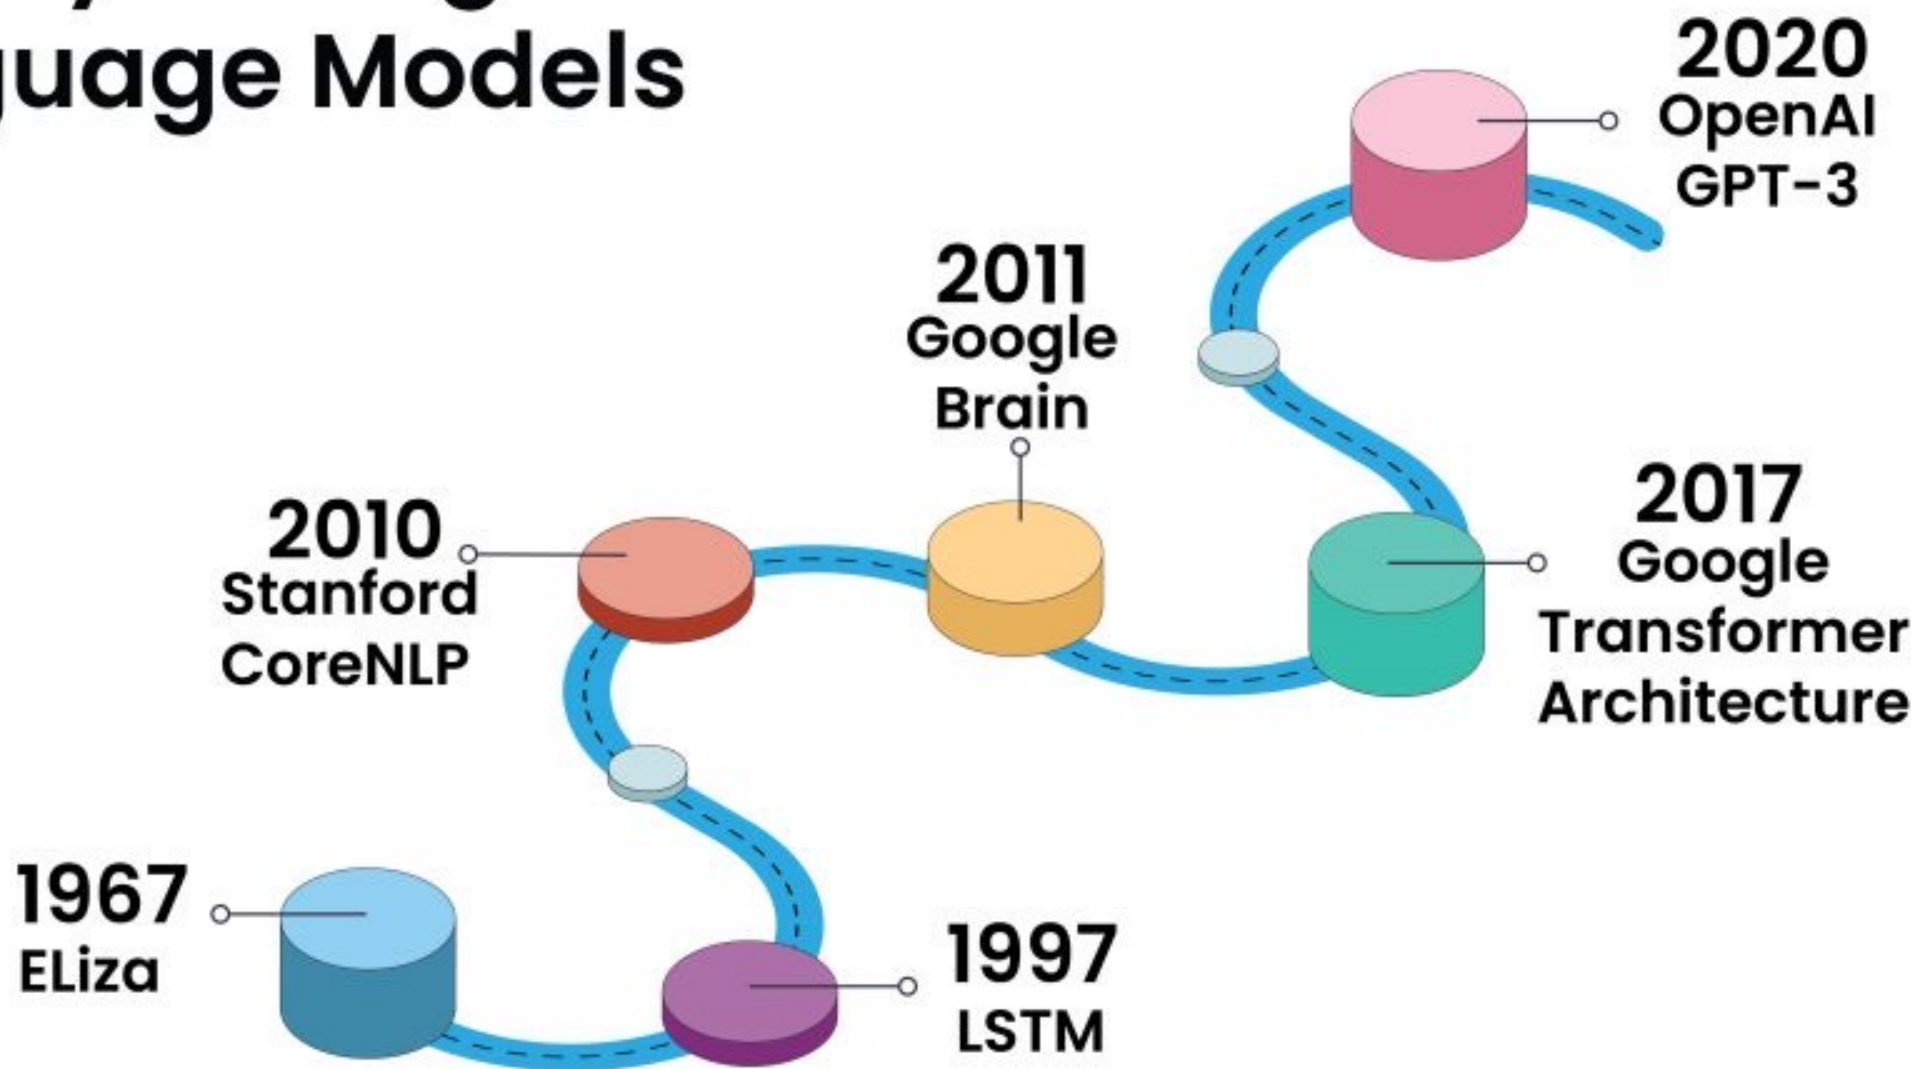 guage Models
2020
OpenAI
GPT-3
2011
Google
Brain
2017
Google
Transformer
Architecture
2010
Stanford
CoreNLP
1967
ELiza
1997
LSTM